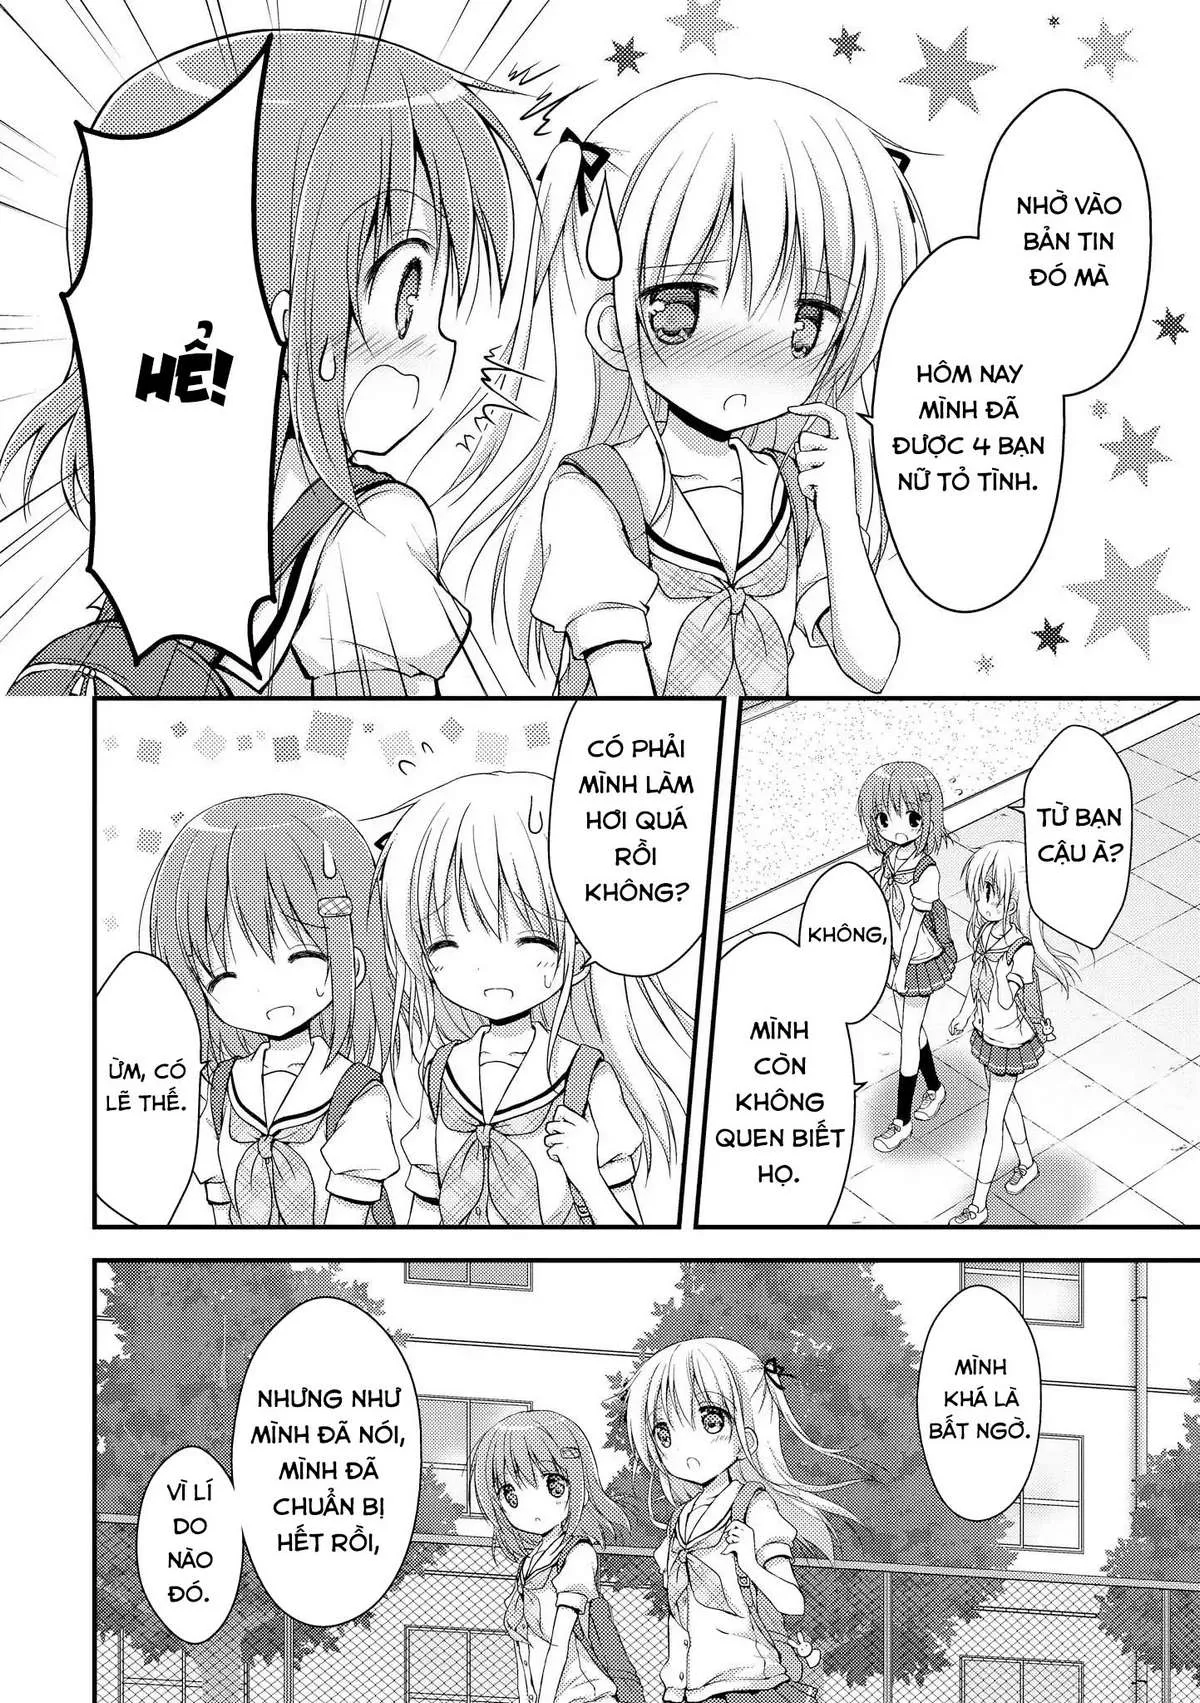 NHỜ VÀO
BẢN TIN
ĐÓ MÀ
HÔM NAY
MÌNH ĐÃ
ĐƯỢC 4 BẠN
NỮ TỎ TÌNH.
HỂ!
TỪ BẠN
CẬU À?
KHÔNG,
MÌNH
CÒN
KHÔNG
QUEN BIẾT
HỌ.
CÓ PHẢI
MÌNH LÀM
HƠI QUÁ
RỒI
KHÔNG?
ỪM, CÓ
LẼ THẾ.
MÌNH
KHÁ LÀ
BẤT NGỜ.
NHƯNG NHƯ
MÌNH ĐÃ NÓI,
MÌNH ĐÃ
CHUẨN BỊ
HẾT RỒI,
VÌ LÍ
DO NÀO
ĐÓ.